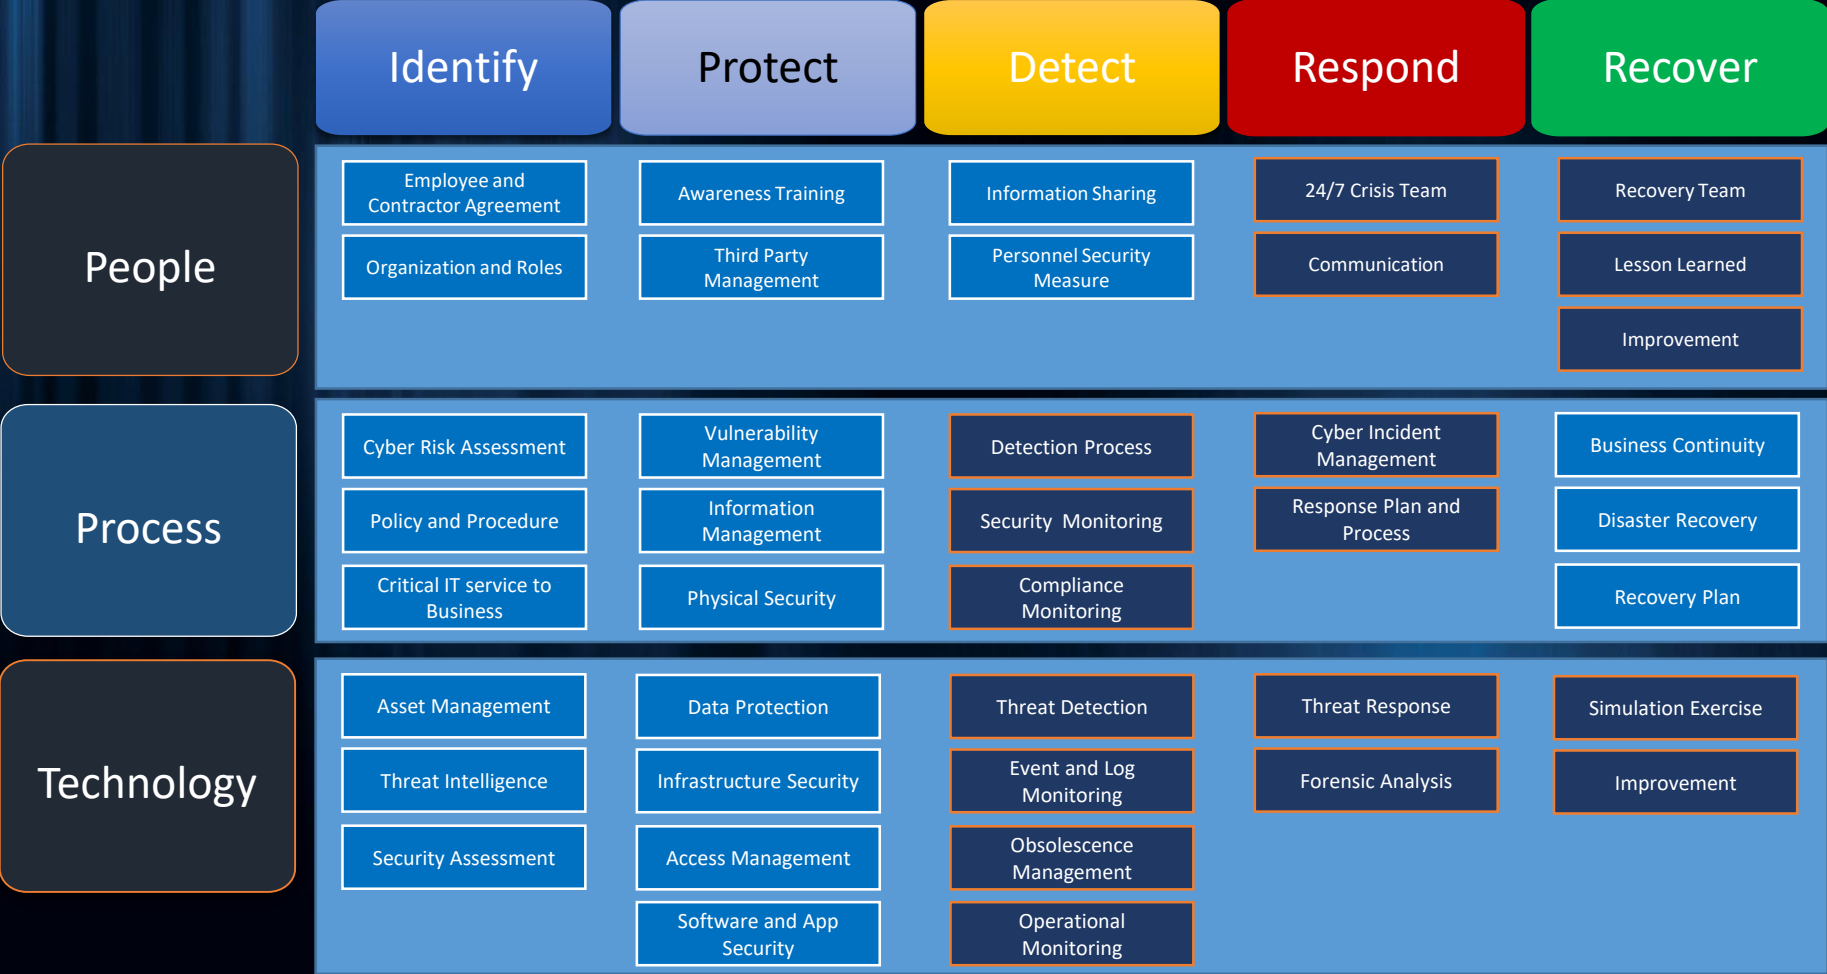 Identify
Protect
Detect
Respond
Recover
People
Employee and
Contractor Agreement
Organization and Roles
Awareness Training
Third Party
Management
Information Sharing
Personnel Security
Measure
24/7 Crisis Team
Communication
Recovery Team
Lesson Learned
Improvement
Process
Cyber Risk Assessment
Policy and Procedure
Critical IT service to
Business
Vulnerability
Management
Information
Management
Physical Security
Detection Process
Security Monitoring
Compliance
Monitoring
Cyber Incident
Management
Response Plan and
Process
Business Continuity
Disaster Recovery
Recovery Plan
Technology
Asset Management
Threat Intelligence
Security Assessment
Data Protection
Infrastructure Security
Access Management
Software and App
Security
Threat Detection
Event and Log
Monitoring
Obsolescence
Management
Operational
Monitoring
Threat Response
Forensic Analysis
Simulation Exercise
Improvement